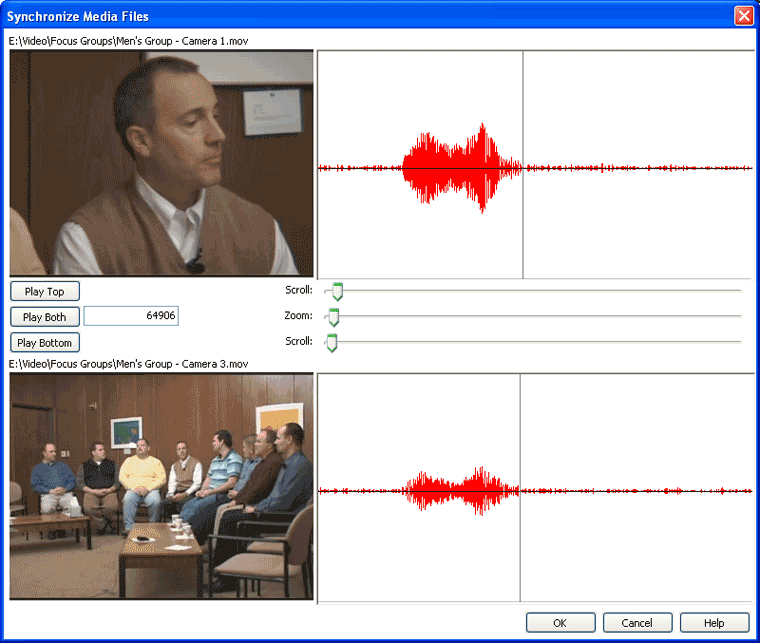 Synchronize Media Files
E:\Video\Focus Groups\Men's Group - Camera 1.mov
Play Top
Scroll:
Play Both
64906
Zoom:
Play Bottom
Scroll:
E:\Video\Focus Groups\Men's Group - Camera 3.mov
OK
Cancel
Help